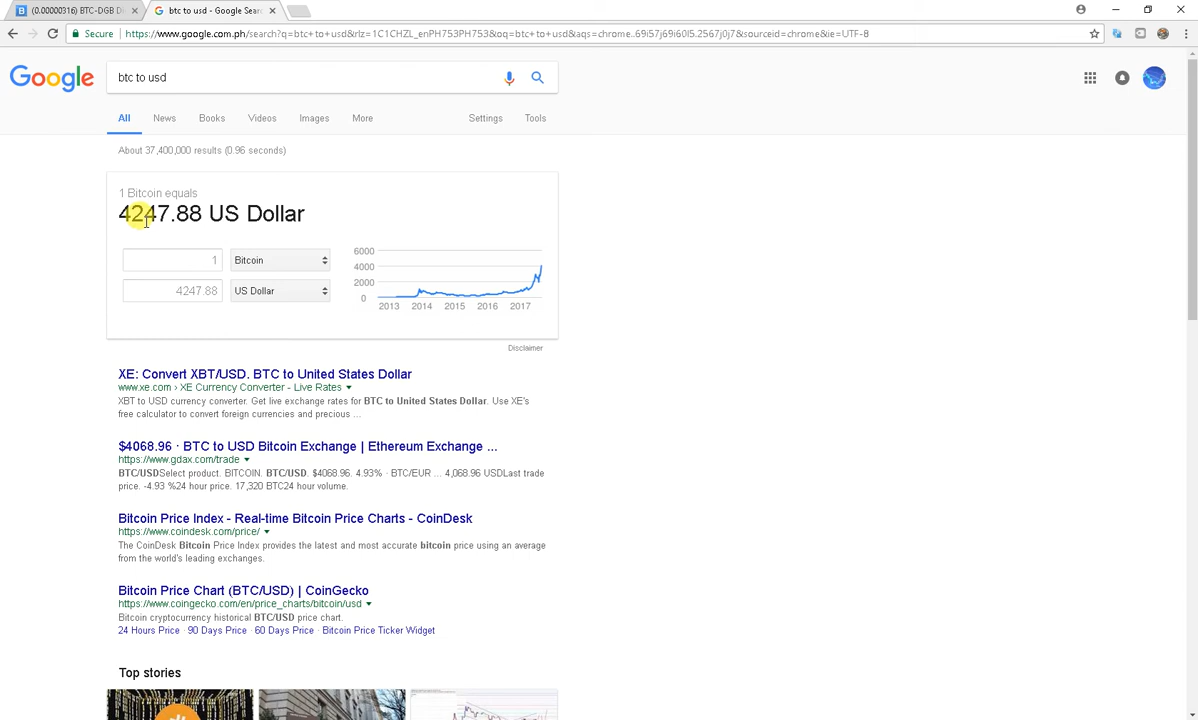 (0.00000316) BTC-DGB D
btc to usd - Google Sear
Secure
https://www.google.com.ph/search?q=btc+to+usd&rlz=1C1CHZL_enPH753PH753&oq=btc+to+usd&aqs=chrome..69i57j69i60l5.2567j0j7&sourceid=chrome&ie=UTF-8
Google
btc to usd
All
News
Books
Videos
Images
More
Settings
Tools
About 37,400,000 results (0.96 seconds)
1 Bitcoin equals
4247.88 US Dollar
1
Bitcoin
4247.88
US Dollar
6000
4000
2000
0
2013
2014
2015
2016
2017
Disclaimer
XE: Convert XBT/USD. BTC to United States Dollar
www.xe.com › XE Currency Converter - Live Rates
XBT to USD currency converter. Get live exchange rates for BTC to United States Dollar. Use XE's
free calculator to convert foreign currencies and precious ...
$4068.96 · BTC to USD Bitcoin Exchange | Ethereum Exchange ...
https://www.gdax.com/trade
BTC/USDSelect product. BITCOIN. BTC/USD. $4068.96. 4.93% · BTC/EUR ... 4,068.96 USDLast trade
price. -4.93 %24 hour price. 17,320 BTC24 hour volume.
Bitcoin Price Index - Real-time Bitcoin Price Charts - CoinDesk
https://www.coindesk.com/price/
The CoinDesk Bitcoin Price Index provides the latest and most accurate bitcoin price using an average
from the world's leading exchanges.
Bitcoin Price Chart (BTC/USD) | CoinGecko
https://www.coingecko.com/en/price_charts/bitcoin/usd
Bitcoin cryptocurrency historical BTC/USD price chart.
24 Hours Price · 90 Days Price · 60 Days Price · Bitcoin Price Ticker Widget
Top stories